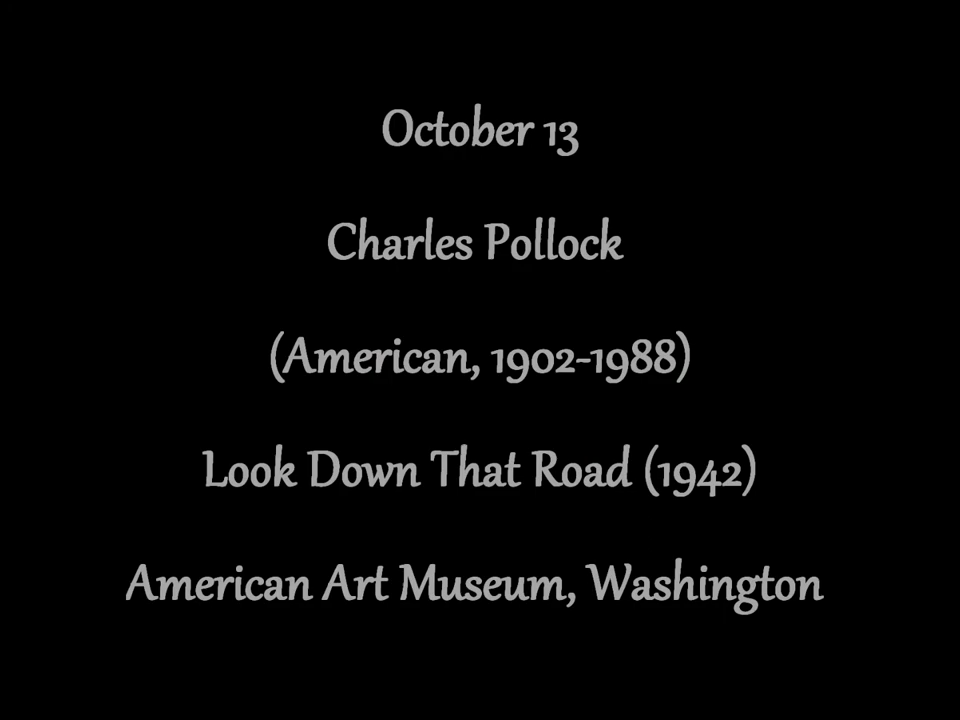 October 13
Charles Pollock
(American, 1902-1988)
Look Down That Road (1942)
American Art Museum, Washington